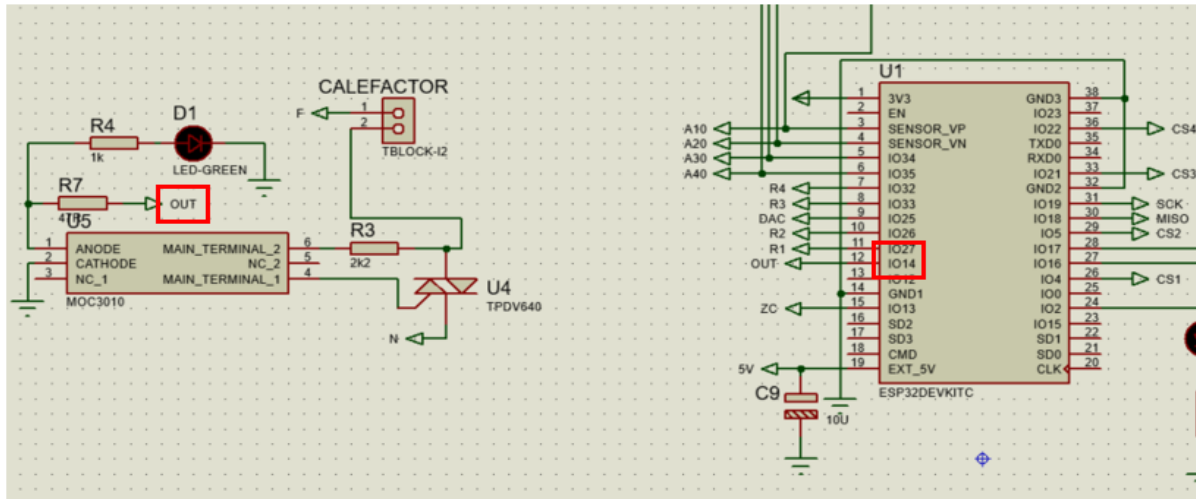 CALEFACTOR
F
1
2
TBLOCK-I2
D1
R4
1k
LED-GREEN
R7
OUT
U5
1 ANODE MAIN_TERMINAL_2 6
2 CATHODE NC_2 5
3 NC_1 MAIN_TERMINAL_1 4
MOC3010
R3
2k2
U4
TPDV640
N
U1
1 3V3 GND3 38
2 EN IO23 37
A10 3 SENSOR_VP IO22 36 CS4
A20 4 SENSOR_VN TXD0 35
A30 5 IO34 RXD0 34
A40 6 IO35 IO21 33 CS3
R4 7 IO32 GND2 32
R3 8 IO33 IO19 31 SCK
DAC 9 IO25 IO18 30 MISO
R2 10 IO26 IO5 29 CS2
R1 11 IO27 IO17 28
OUT 12 IO14 IO16 27
13 IO12 IO4 26 CS1
14 GND1 IO0 25
ZC 15 IO13 IO2 24
16 SD2 IO15 23
17 SD3 SD1 22
18 CMD SD0 21
5V 19 EXT_5V CLK 20
ESP32DEVKITC
C9
10U